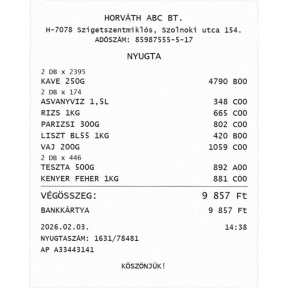 HORVÁTH ABC BT.
H-7078 Szigetszentmiklós, Szolnoki utca 154.
ADÓSZÁM: 85987555-5-17
NYUGTA
2 DB x 2395
KAVE 250G 4790 B00
2 DB x 174
ASVANYVIZ 1,5L 348 C00
RIZS 1KG 665 C00
PARIZSI 300G 802 C00
LISZT BL55 1KG 420 B00
VAJ 200G 1059 C00
2 DB x 446
TESZTA 500G 892 A00
KENYER FEHER 1KG 881 C00
VÉGÖSSZEG: 9 857 Ft
BANKKÁRTYA 9 857 Ft
2026.02.03. 14:38
NYUGTASZÁM: 1631/78481
AP A33443141
KÖSZÖNJÜK!